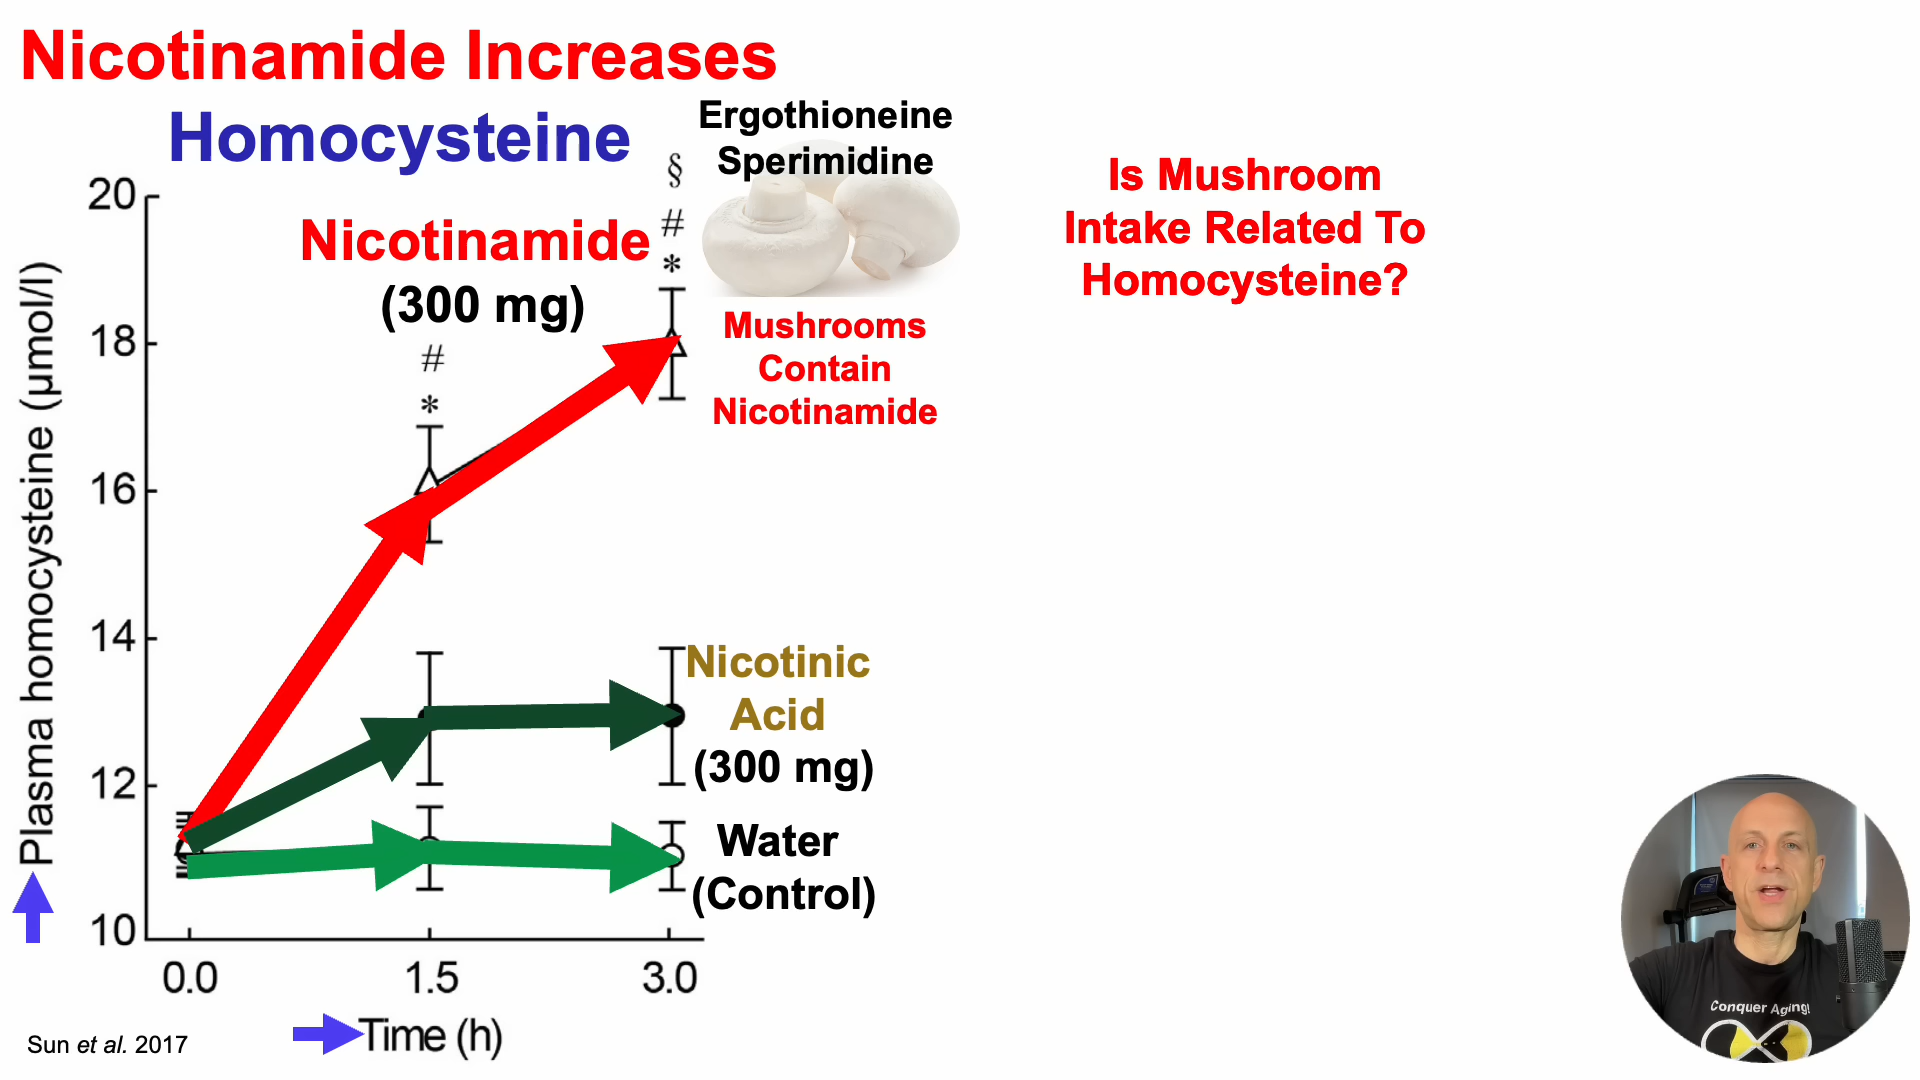 Nicotinamide Increases
Homocysteine
Ergothioneine
Sperimidine
Is Mushroom
Intake Related To
Homocysteine?
Nicotinamide
(300 mg)
§
#
*
#
*
Mushrooms
Contain
Nicotinamide
Nicotinic
Acid
(300 mg)
Water
(Control)
Plasma homocysteine (µmol/l)
20
18
16
14
12
10
0.0 1.5 3.0
Time (h)
Sun et al. 2017
Conquer Aging!